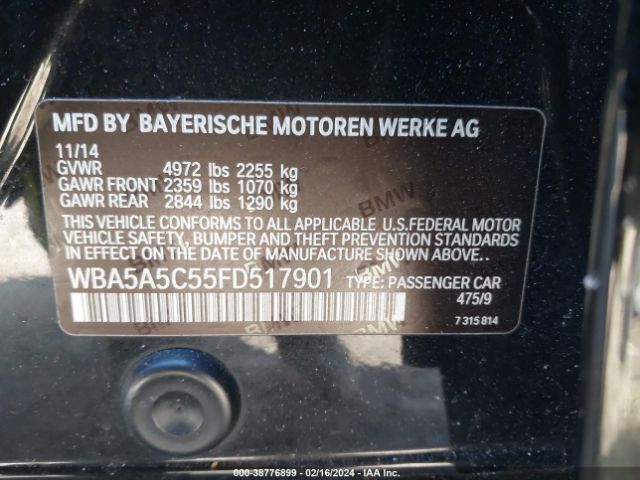 MFD BY BAYERISCHE MOTOREN WERKE AG
11/14
GVWR 4972 lbs 2255 kg
GAWR FRONT 2359 lbs 1070 kg
GAWR REAR 2844 lbs 1290 kg
THIS VEHICLE CONFORMS TO ALL APPLICABLE U.S.FEDERAL MOTOR
VEHICLE SAFETY, BUMPER AND THEFT PREVENTION STANDARDS
IN EFFECT ON THE DATE OF MANUFACTURE SHOWN ABOVE..
WBA5A5C55FD517901 TYPE: PASSENGER CAR
475/9
7 315 814
000-38776899 - 02/16/2024 - IAA Inc.